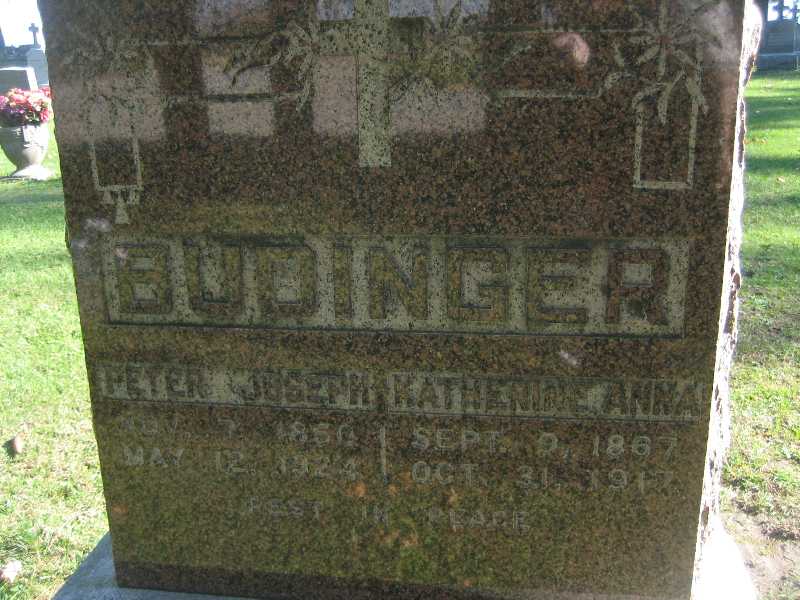 BUDINGER
PETER JOSEPH KATHERINE ANNA
NOV. 7, SEPT. 9, 1867
MAY 12, 1924 OCT. 31, 1917
REST IN PEACE